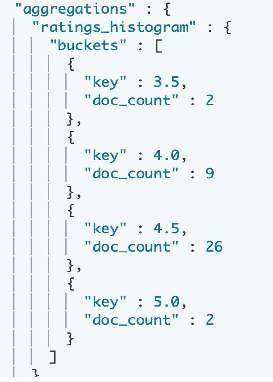 "aggregations" : {
"ratings_histogram" : {
"buckets" : [
{
"key" : 3.5,
"doc_count" : 2
},
{
"key" : 4.0,
"doc_count" : 9
},
{
"key" : 4.5,
"doc_count" : 26
},
{
"key" : 5.0,
"doc_count" : 2
}
]
}